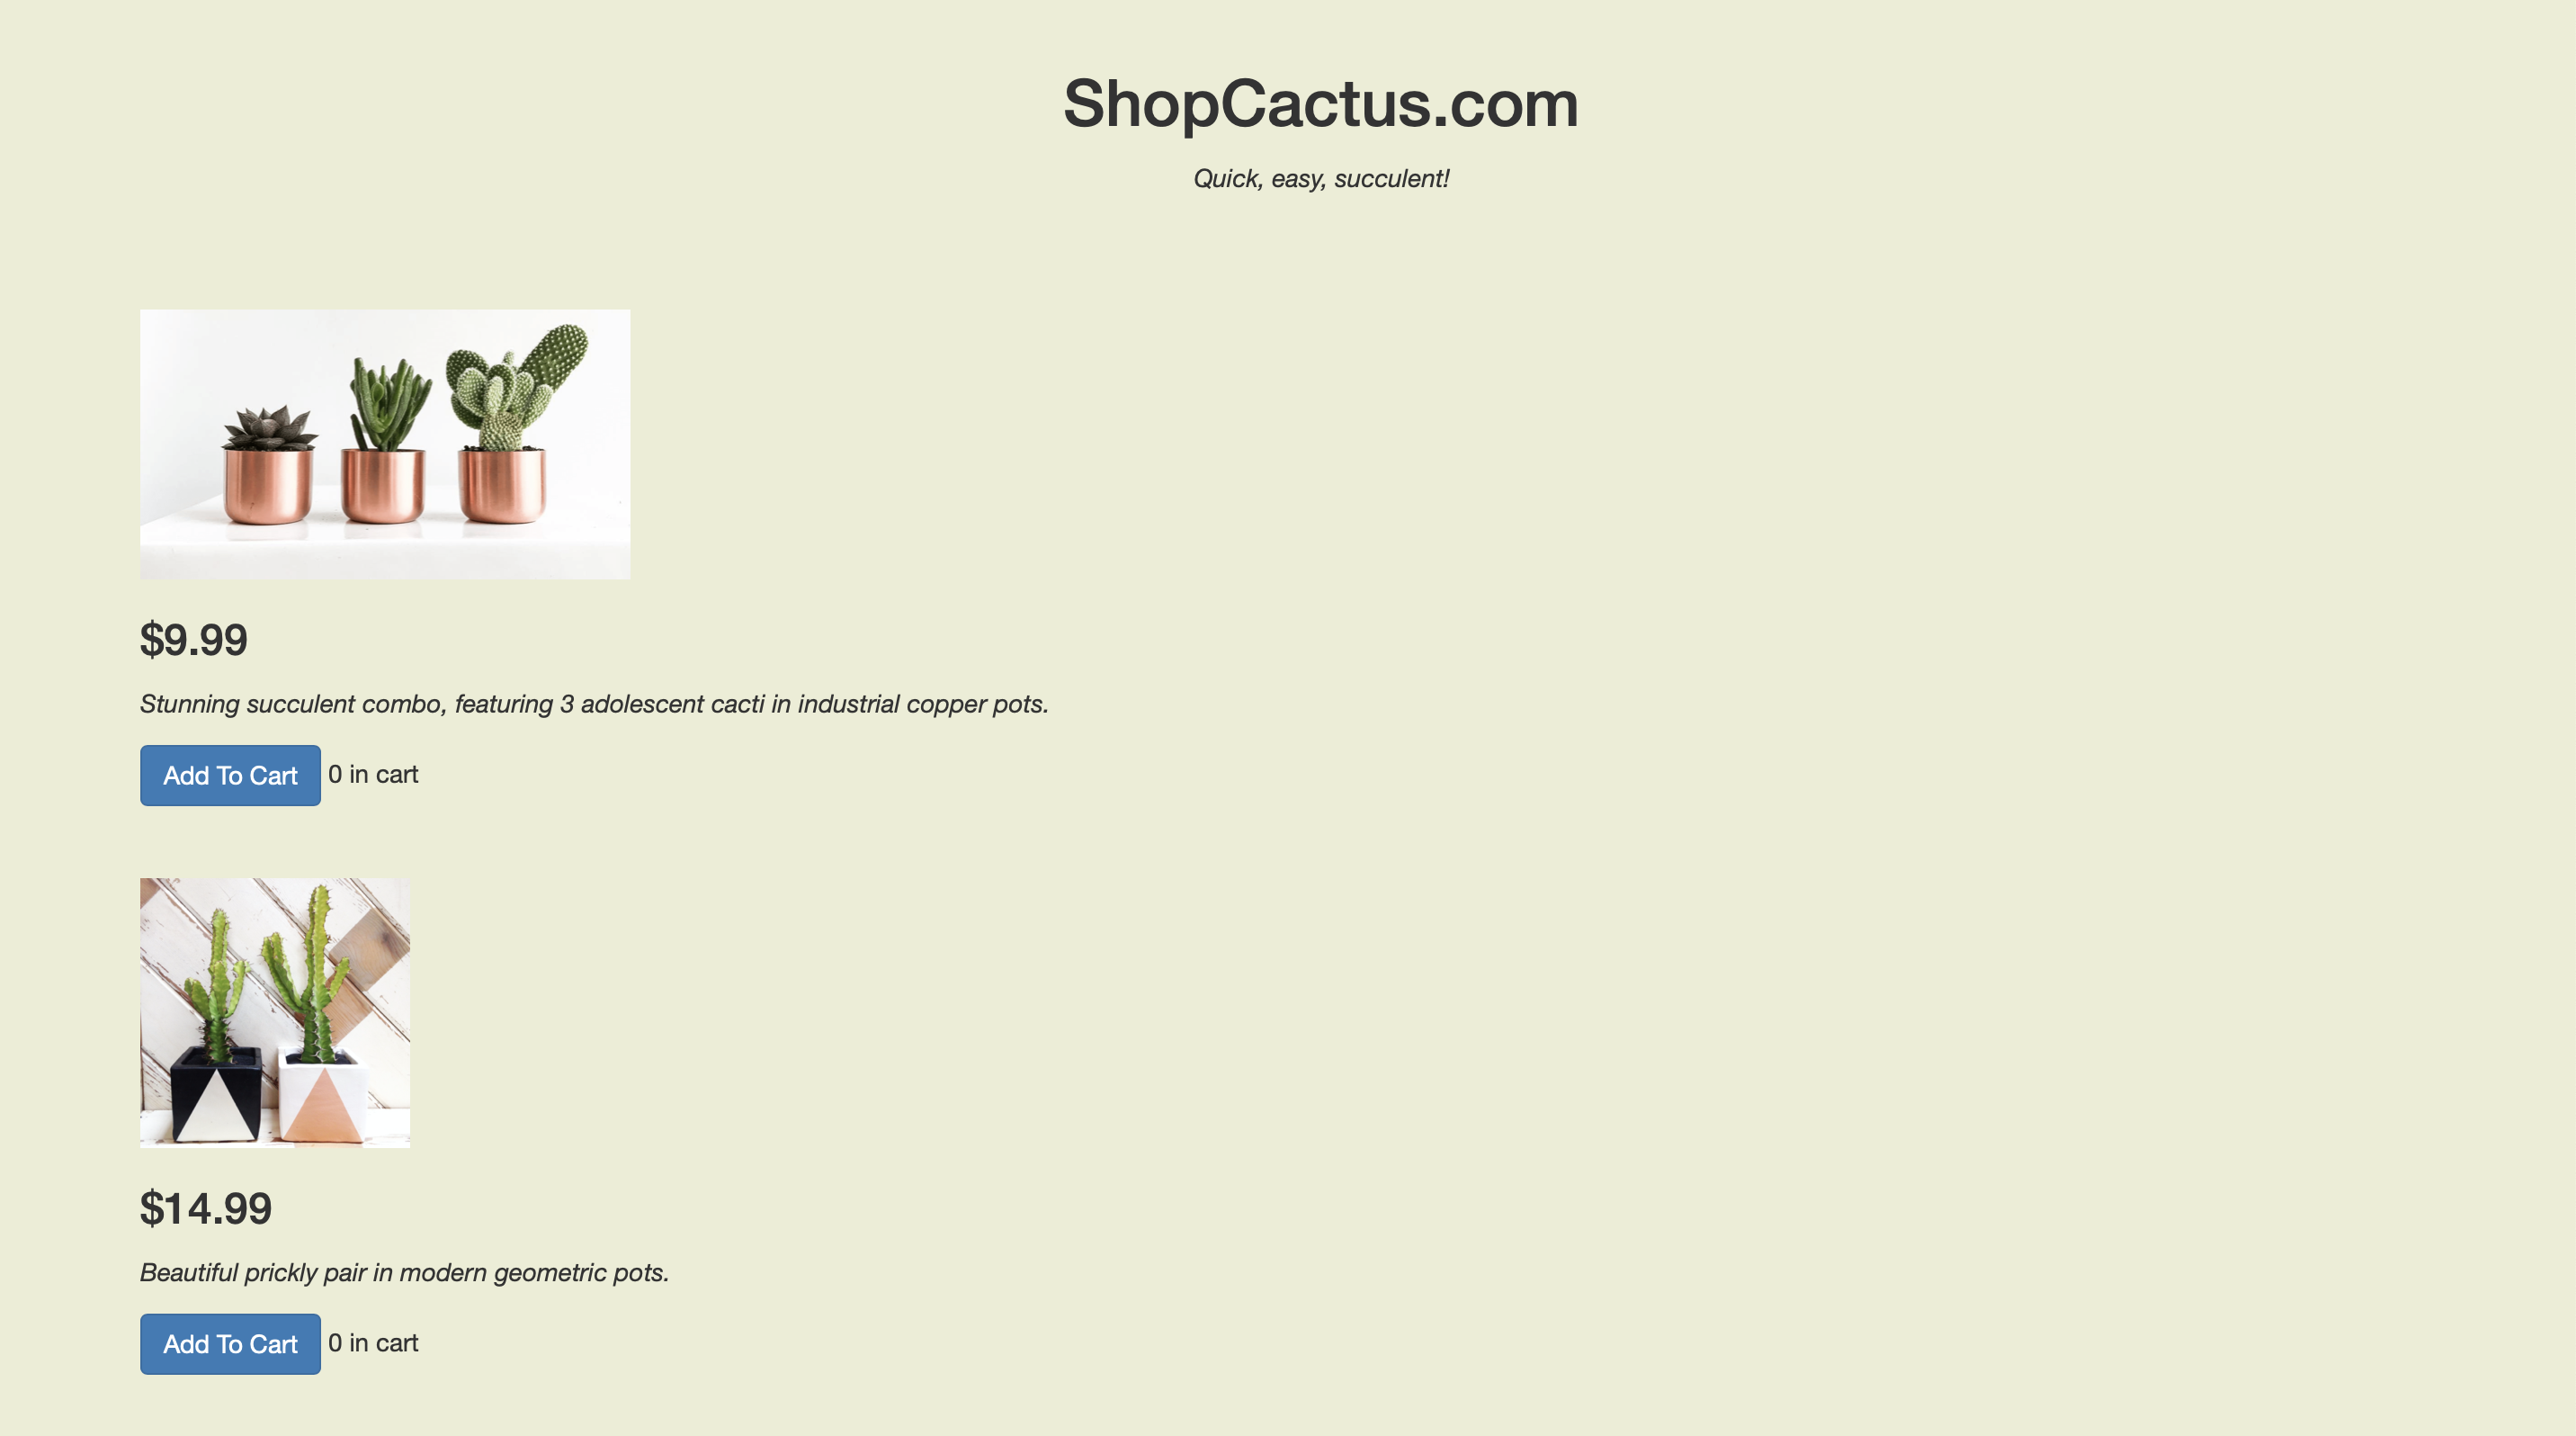 ShopCactus.com
Quick, easy, succulent!
$9.99
Stunning succulent combo, featuring 3 adolescent cacti in industrial copper pots.
Add To Cart 0 in cart
$14.99
Beautiful prickly pair in modern geometric pots.
Add To Cart 0 in cart